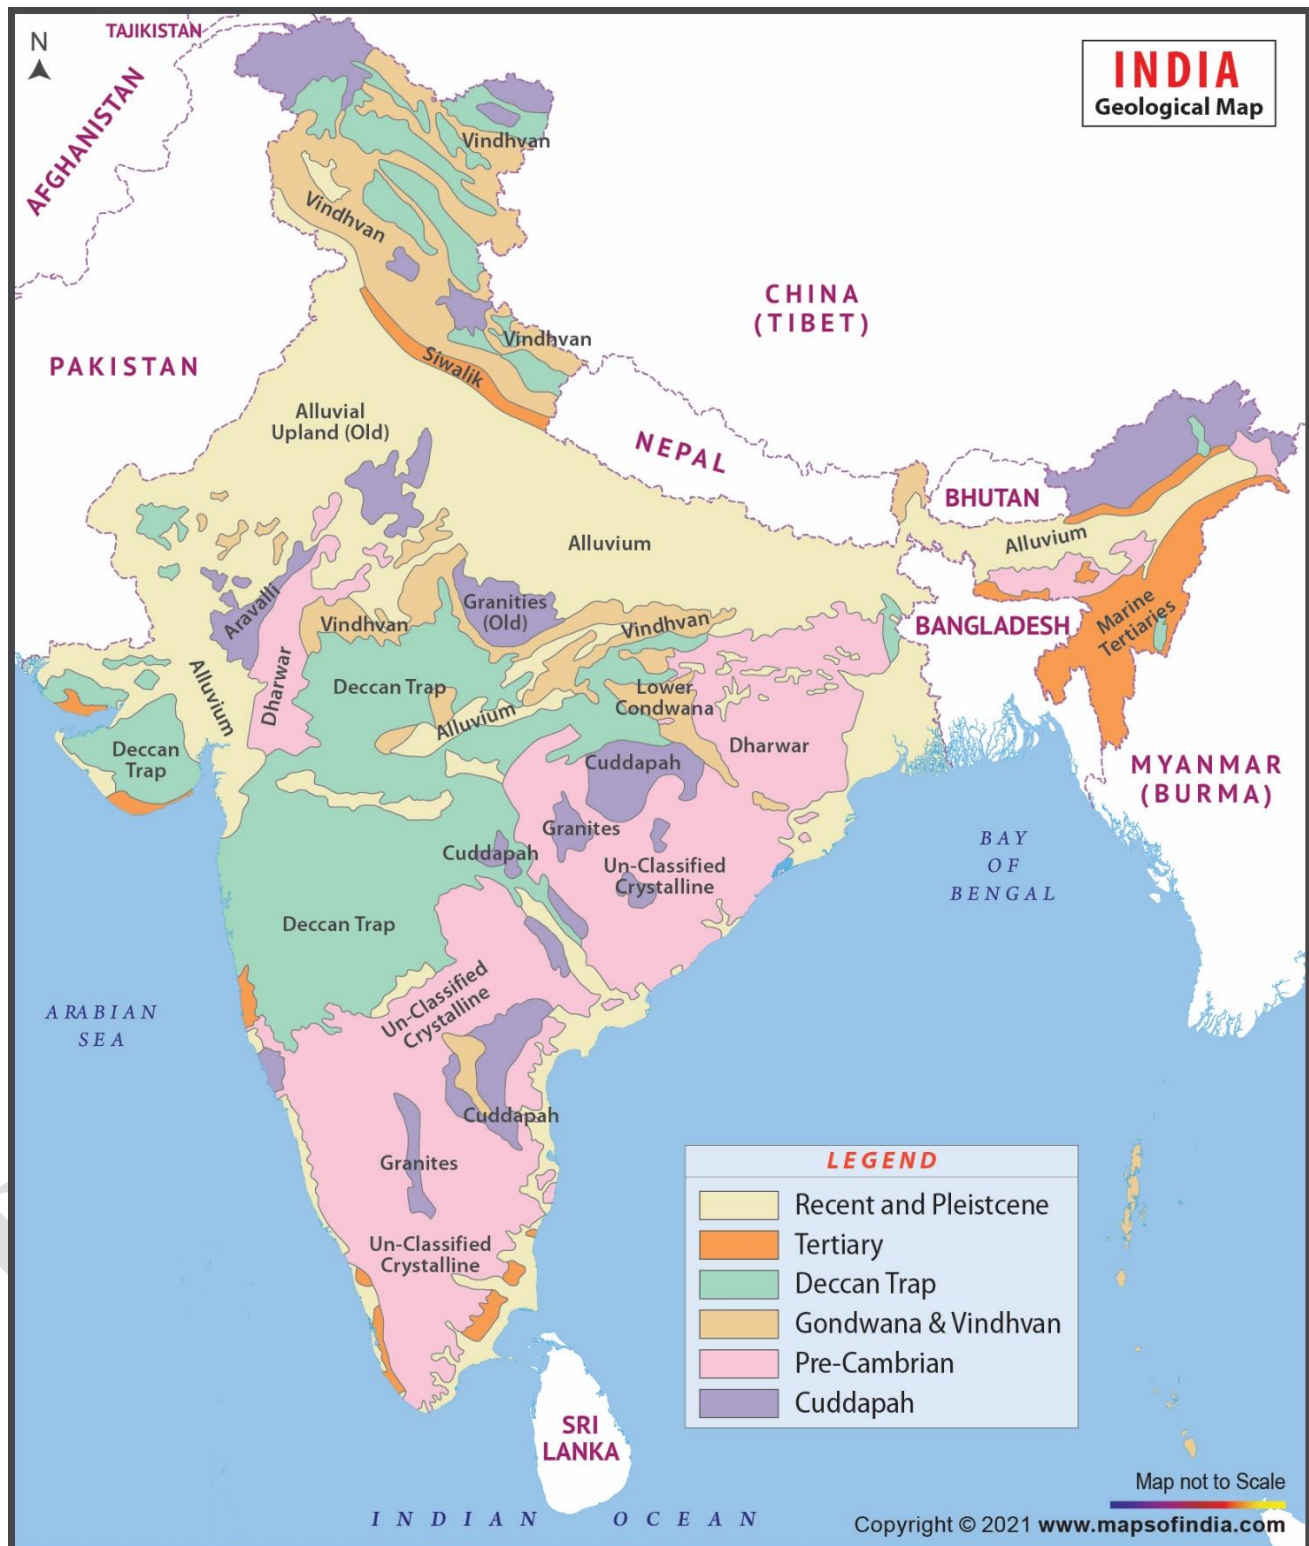 TAJIKISTAN
N
INDIA
Geological Map
AFGHANISTAN
Vindhvan
Vindhvan
CHINA
(TIBET)
Vindhvan
PAKISTAN
Siwalik
Alluvial
Upland (Old)
NEPAL
BHUTAN
Alluvium
Alluvium
Aravalli
Granities
(Old)
Vindhvan
Vindhvan
BANGLADESH
Marine
Tertiaries
Alluvium
Dharwar
Deccan Trap
Lower
Condwana
Alluvium
Dharwar
Deccan
Trap
Cuddapah
MYANMAR
(BURMA)
Granites
Cuddapah
Un-Classified
Crystalline
BAY
OF
BENGAL
Deccan Trap
Un-Classified
Crystalline
ARABIAN
SEA
Cuddapah
Granites
Un-Classified
Crystalline
LEGEND
Recent and Pleistcene
Tertiary
Deccan Trap
Gondwana & Vindhvan
Pre-Cambrian
Cuddapah
SRI
LANKA
Map not to Scale
INDIAN OCEAN
Copyright © 2021 www.mapsofindia.com